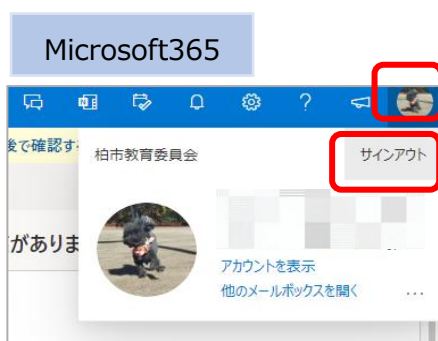 Microsoft365
後で確認す
柏市教育委員会
サインアウト
がありま
アカウントを表示
他のメールボックスを開く